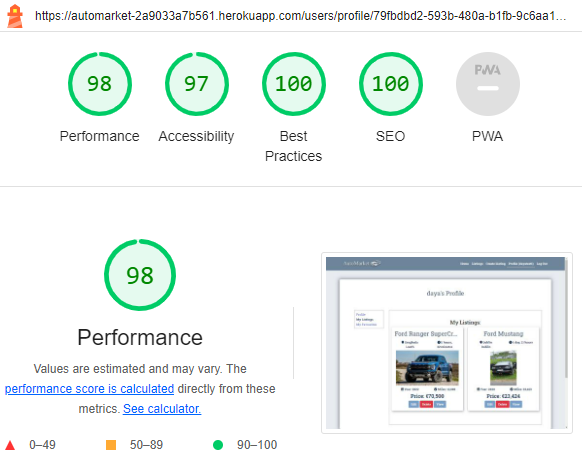 https://automarket-2a9033a7b561.herokuapp.com/users/profile/79fbdbd2-593b-480a-b1fb-9c6aa1...
98
97
100
100
PWA
Performance
Accessibility
Best
Practices
SEO
PWA
98
Performance
Values are estimated and may vary. The
performance score is calculated directly from these
metrics. See calculator.
0–49
50–89
90–100
days's Profile
My Listings
My Listings:
Ford Ranger SuperCr...
Ford Mustang
Price: €70,500
Price: €23,424